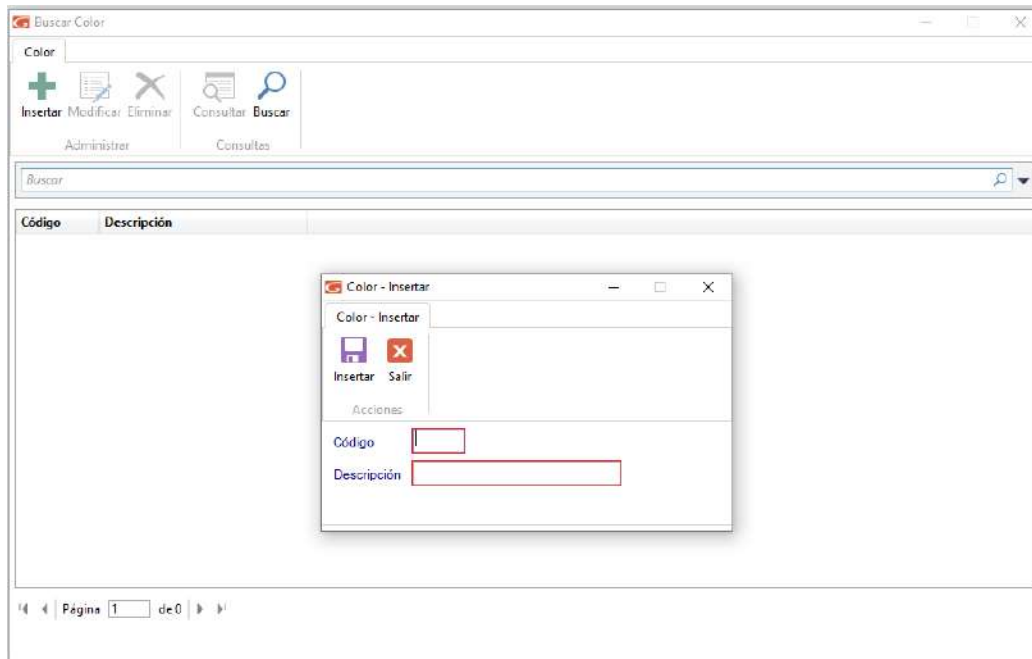 Buscar Color
Color
Insertar Modificar Eliminar Consultar Buscar
Administrar Consultas
Buscar
Código Descripción
Color - Insertar
Color - Insertar
Insertar Salir
Acciones
Código
Descripción
Página 1 de 0